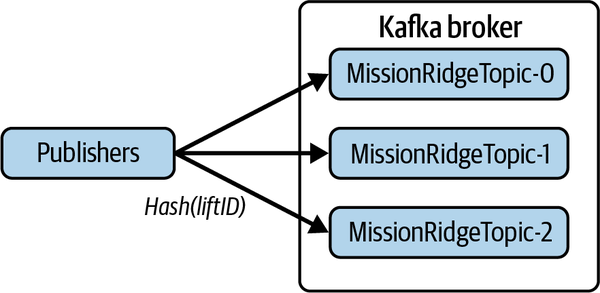 Kafka broker
MissionRidgeTopic-0
Publishers
MissionRidgeTopic-1
Hash(liftID)
MissionRidgeTopic-2